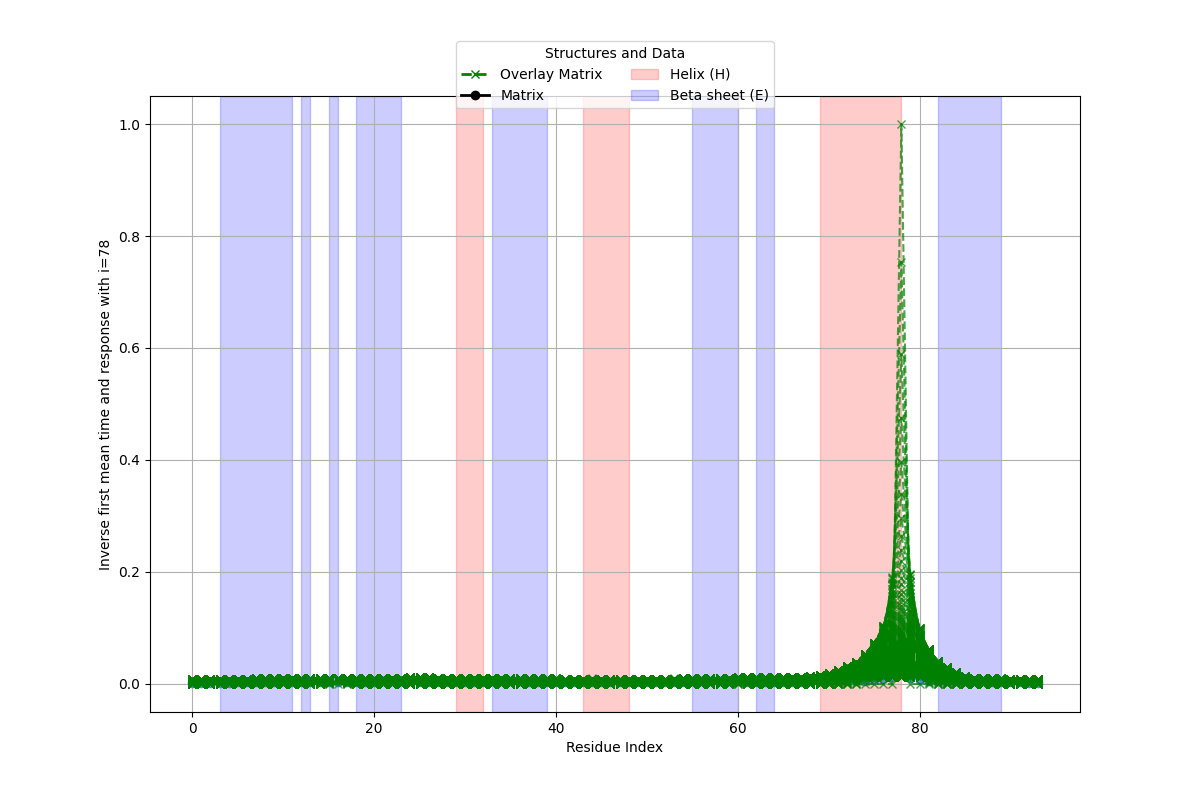 Structures and Data
Overlay Matrix
Helix (H)
Matrix
Beta sheet (E)
1.0
0.8
0.6
0.4
0.2
0.0
Inverse first mean time and response with i=78
0 20 40 60 80
Residue Index